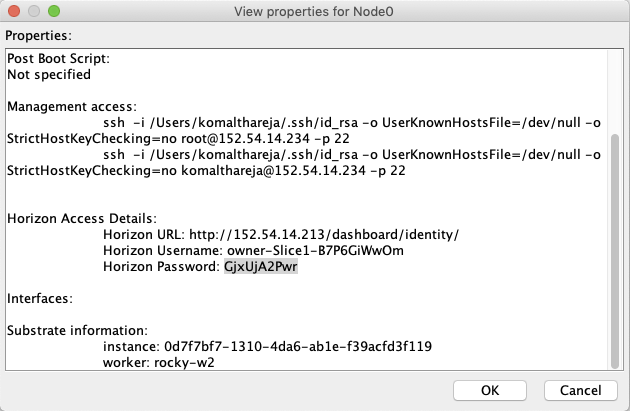 View properties for Node0
Properties:
Post Boot Script:
Not specified
Management access:
ssh -i /Users/komalthareja/.ssh/id_rsa -o UserKnownHostsFile=/dev/null -o
StrictHostKeyChecking=no root@152.54.14.234 -p 22
ssh -i /Users/komalthareja/.ssh/id_rsa -o UserKnownHostsFile=/dev/null -o
StrictHostKeyChecking=no komalthareja@152.54.14.234 -p 22
Horizon Access Details:
Horizon URL: http://152.54.14.213/dashboard/identity/
Horizon Username: owner-Slice1-B7P6GiWwOm
Horizon Password: GjxUjA2Pwr
Interfaces:
Substrate information:
instance: 0d7f7bf7-1310-4da6-ab1e-f39acfd3f119
worker: rocky-w2
OK
Cancel